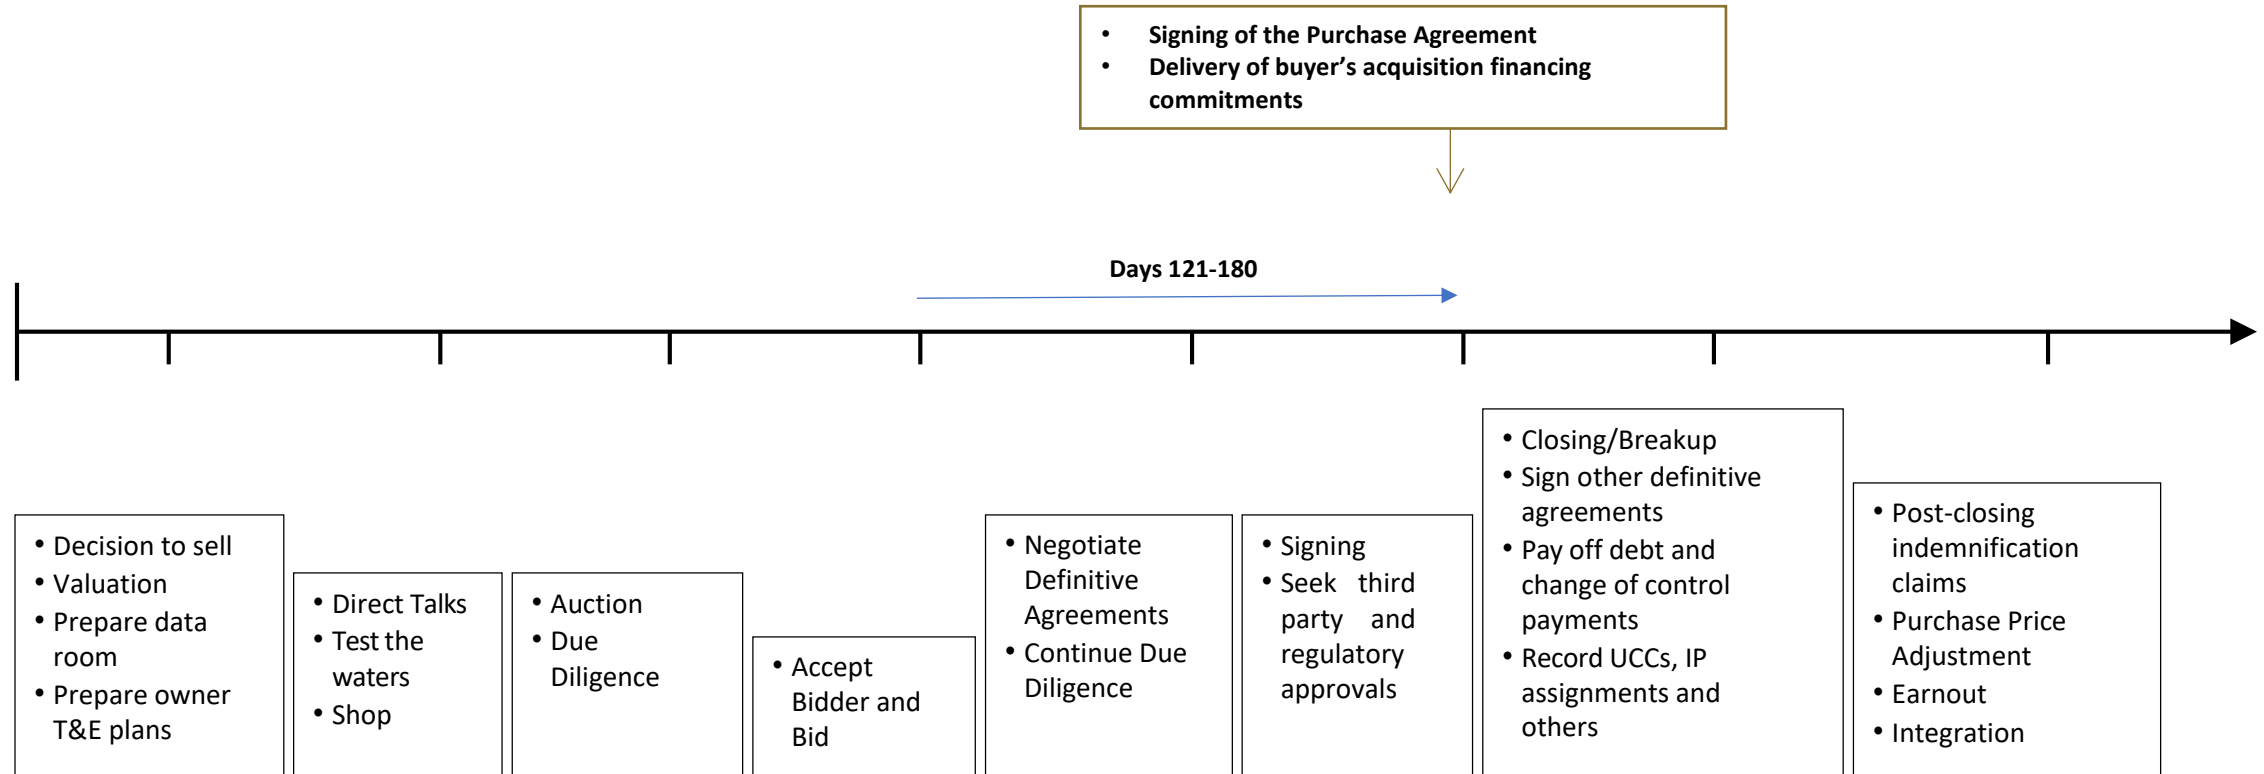 • Signing of the Purchase Agreement
• Delivery of buyer’s acquisition financing
commitments
Days 121-180
• Decision to sell
• Valuation
• Prepare data
room
• Prepare owner
T&E plans
• Direct Talks
• Test the
waters
• Shop
• Auction
• Due
Diligence
• Accept
Bidder and
Bid
• Negotiate
Definitive
Agreements
• Continue Due
Diligence
• Signing
• Seek third
party and
regulatory
approvals
• Closing/Breakup
• Sign other definitive
agreements
• Pay off debt and
change of control
payments
• Record UCCs, IP
assignments and
others
• Post-closing
indemnification
claims
• Purchase Price
Adjustment
• Earnout
• Integration